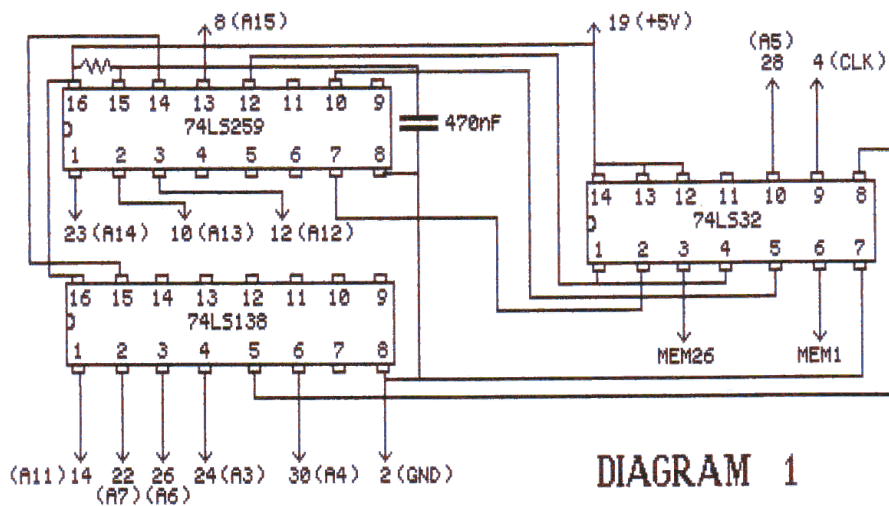 8 (A15)
19 (+5V)
(A5)
28
4 (CLK)
16 15 14 13 12 11 10 9
74LS259
470nF
1 2 3 4 5 6 7 8
14 13 12 11 10 9 8
74LS32
1 2 3 4 5 6 7
23 (A14)
10 (A13)
12 (A12)
16 15 14 13 12 11 10 9
74LS138
1 2 3 4 5 6 7 8
MEM26
MEM1
(A11) 14
22
(A7)
26
(A6)
24 (A3)
30 (A4)
2 (GND)
DIAGRAM 1